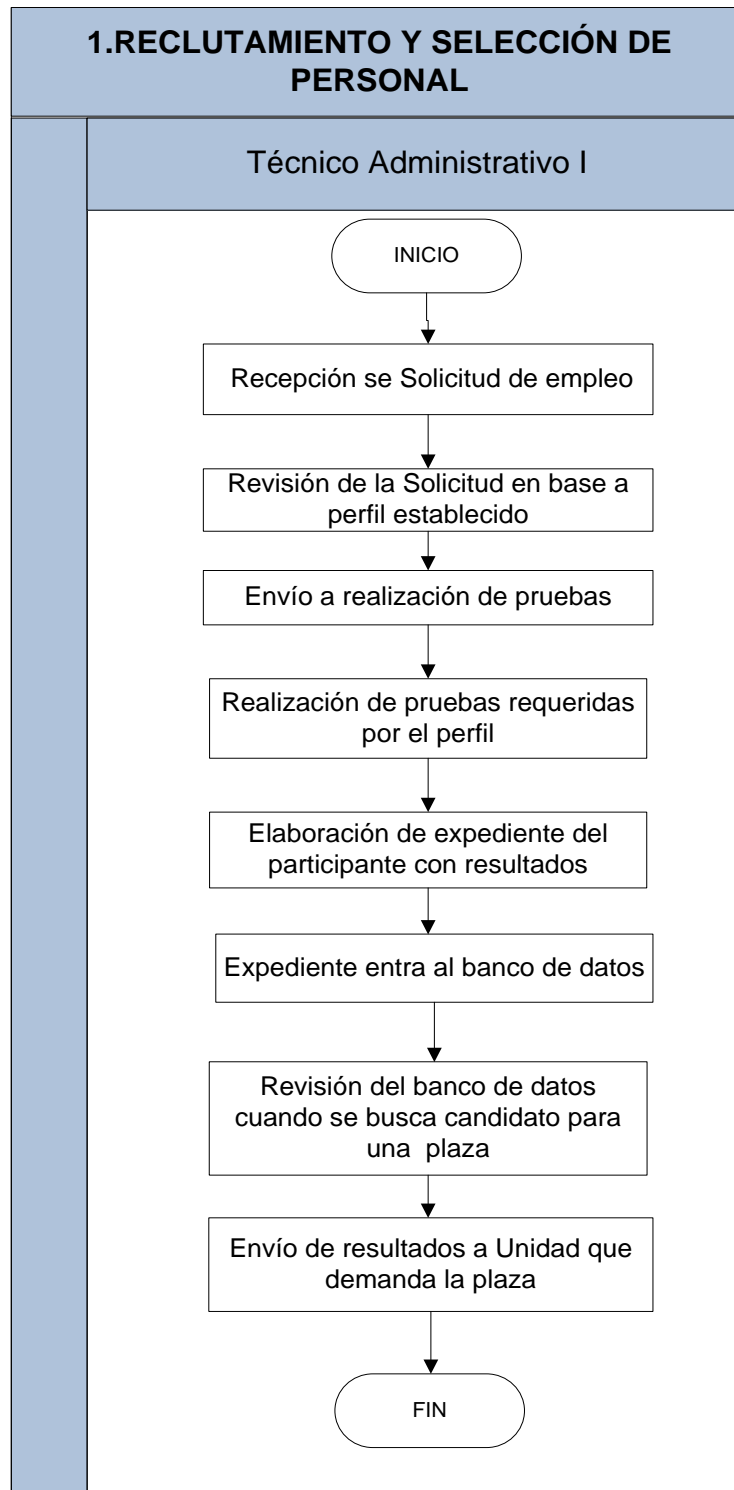 1.RECLUTAMIENTO Y SELECCIÓN DE
PERSONAL
Técnico Administrativo I
INICIO
Recepción se Solicitud de empleo
Revisión de la Solicitud en base a
perfil establecido
Envío a realización de pruebas
Realización de pruebas requeridas
por el perfil
Elaboración de expediente del
participante con resultados
Expediente entra al banco de datos
Revisión del banco de datos
cuando se busca candidato para
una plaza
Envío de resultados a Unidad que
demanda la plaza
FIN